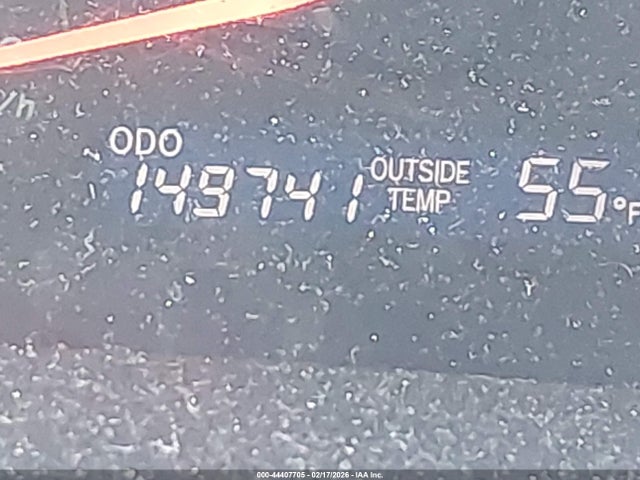 /h
ODO
149741
OUTSIDE
TEMP
55°F
000-44407705 - 02/17/2026 - IAA Inc.